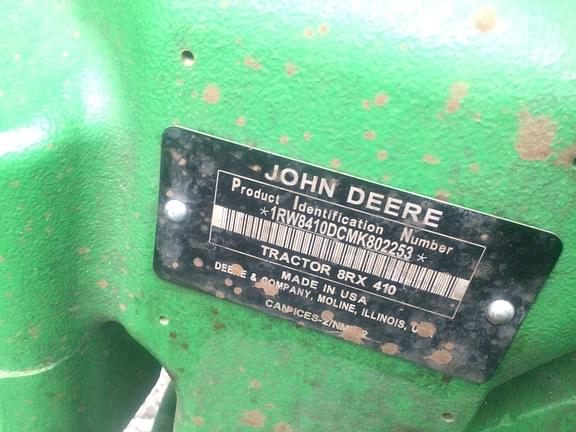 JOHN DEERE
Product Identification Number
*1RW8410DCMK802253*
TRACTOR 8RX 410
MADE IN USA
DEERE & COMPANY, MOLINE, ILLINOIS,